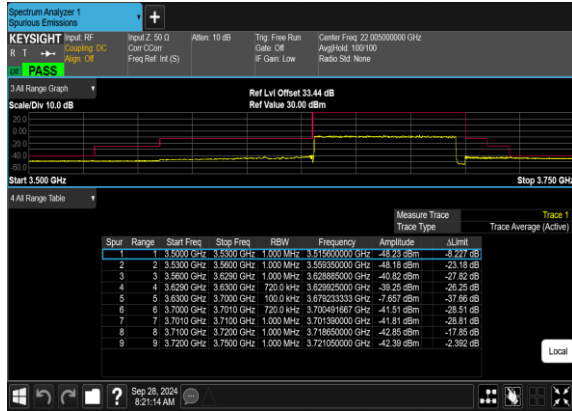 Spectrum Analyzer 1
Spurious Emissions
+
KEYSIGHT Input: RF Input Z: 50 Ω Atten: 10 dB Trig: Free Run Center Freq: 22.005000000 GHz
R T Coupling: DC Corr CCorr Gate: Off Avg|Hold: 100/100
Align: Off Freq Ref: Int (S) IF Gain: Low Radio Std: None
PASS
3 All Range Graph Ref Lvl Offset 33.44 dB
Scale/Div 10.0 dB Ref Value 30.00 dBm
20.0
0.00
-20.0
-40.0
-60.0
Start 3.500 GHz Stop 3.750 GHz
4 All Range Table
Measure Trace Trace 1
Trace Type Trace Average (Active)
Spur Range Start Freq Stop Freq RBW Frequency Amplitude ΔLimit
1 1 3.5000 GHz 3.5300 GHz 1.000 MHz 3.515600000 GHz -48.23 dBm -8.227 dB
2 2 3.5300 GHz 3.5600 GHz 1.000 MHz 3.559350000 GHz -48.18 dBm -23.18 dB
3 3 3.5600 GHz 3.6290 GHz 1.000 MHz 3.628885000 GHz -40.82 dBm -27.82 dB
4 4 3.6290 GHz 3.6300 GHz 720.0 kHz 3.629925000 GHz -39.25 dBm -26.25 dB
5 5 3.6300 GHz 3.7000 GHz 100.0 kHz 3.679233333 GHz -7.657 dBm -37.66 dB
6 6 3.7000 GHz 3.7010 GHz 720.0 kHz 3.700491667 GHz -41.51 dBm -28.51 dB
7 7 3.7010 GHz 3.7100 GHz 1.000 MHz 3.701390000 GHz -41.81 dBm -28.81 dB
8 8 3.7100 GHz 3.7200 GHz 1.000 MHz 3.718650000 GHz -42.85 dBm -17.85 dB
9 9 3.7200 GHz 3.7500 GHz 1.000 MHz 3.721050000 GHz -42.39 dBm -2.392 dB
Local
? Sep 28, 2024
8:21:14 AM